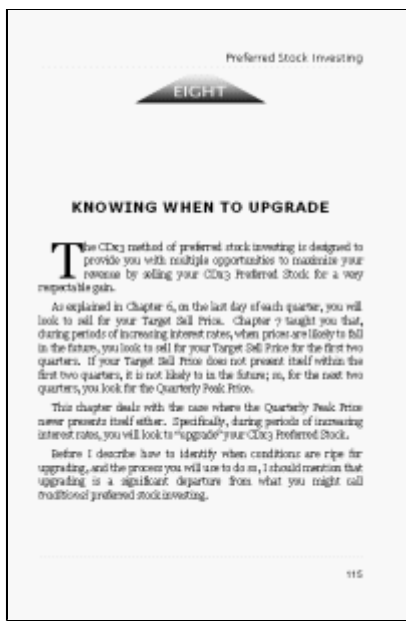 Preferred Stock Investing
EIGHT
KNOWING WHEN TO UPGRADE
The CDx3 method of preferred stock investing is designed to
provide you with multiple opportunities to maximize your
revenue by selling your CDx3 Preferred Stock for a very
respectable gain.
As explained in Chapter 6, on the last day of each quarter, you will
look to sell for your Target Sell Price. Chapter 7 taught you that,
during periods of increasing interest rates, when prices are likely to fall
in the future, you look to sell for your Target Sell Price for the first two
quarters. If your Target Sell Price does not present itself within the
first two quarters, it is not likely to in the future; so, for the next two
quarters, you look for the Quarterly Peak Price.
This chapter deals with the case where the Quarterly Peak Price
never presents itself either. Specifically, during periods of increasing
interest rates, you will look to "upgrade" your CDx3 Preferred Stock.
Before I describe how to identify when conditions are ripe for
upgrading, and the process you will use to do so, I should mention that
upgrading is a significant departure from what you might call
traditional preferred stock investing.
115